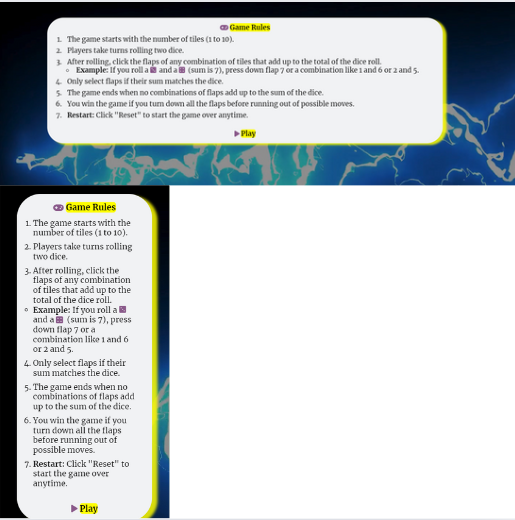 Game Rules
1. The game starts with the number of tiles (1 to 10).
2. Players take turns rolling two dice.
3. After rolling, click the flaps of any combination of tiles that add up to the total of the dice roll.
Example: If you roll a and a (sum is 7), press down flap 7 or a combination like 1 and 6 or 2 and 5.
4. Only select flaps if their sum matches the dice.
5. The game ends when no combinations of flaps add up to the sum of the dice.
6. You win the game if you turn down all the flaps before running out of possible moves.
7. Restart: Click "Reset" to start the game over anytime.
Play
Game Rules
1. The game starts with the
number of tiles (1 to 10).
2. Players take turns rolling
two dice.
3. After rolling, click the
flaps of any combination
of tiles that add up to the
total of the dice roll.
Example: If you roll a
and a (sum is 7), press
down flap 7 or a
combination like 1 and 6
or 2 and 5.
4. Only select flaps if their
sum matches the dice.
5. The game ends when no
combinations of flaps add
up to the sum of the dice.
6. You win the game if you
turn down all the flaps
before running out of
possible moves.
7. Restart: Click "Reset" to
start the game over
anytime.
Play